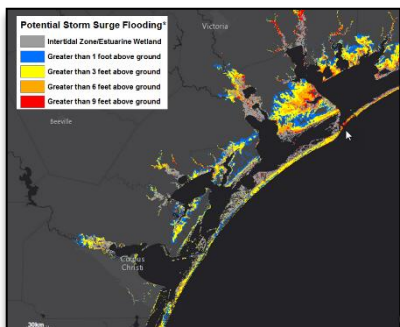 Potential Storm Surge Flooding*
Intertidal Zone/Estuarine Wetland
Greater than 1 foot above ground
Greater than 3 feet above ground
Greater than 6 feet above ground
Greater than 9 feet above ground
Victoria
Beeville
Corpus
Christi
30km